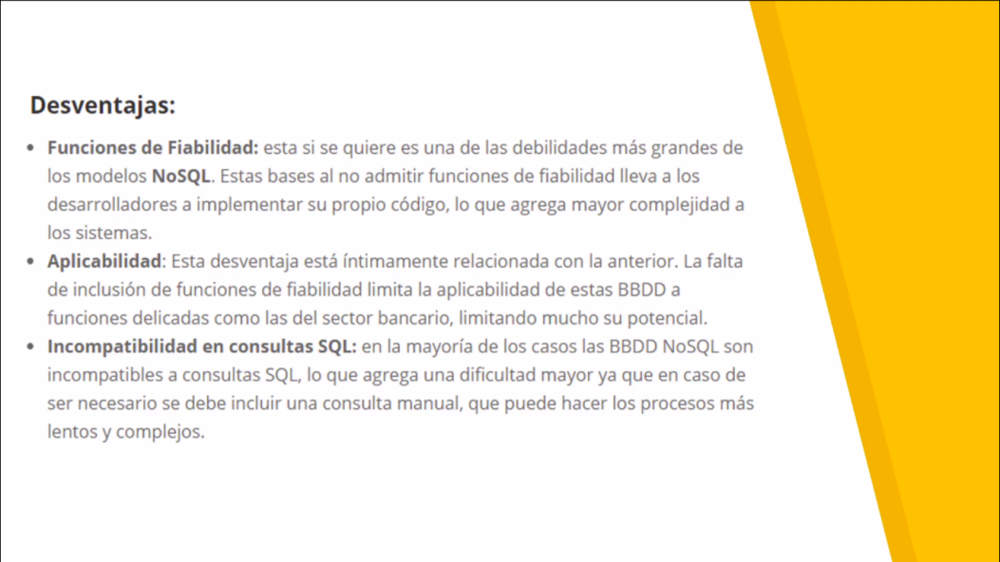 Desventajas:
• Funciones de Fiabilidad: esta si se quiere es una de las debilidades más grandes de
los modelos NoSQL. Estas bases al no admitir funciones de fiabilidad lleva a los
desarrolladores a implementar su propio código, lo que agrega mayor complejidad a
los sistemas.
• Aplicabilidad: Esta desventaja está íntimamente relacionada con la anterior. La falta
de inclusión de funciones de fiabilidad limita la aplicabilidad de estas BBDD a
funciones delicadas como las del sector bancario, limitando mucho su potencial.
• Incompatibilidad en consultas SQL: en la mayoría de los casos las BBDD NoSQL son
incompatibles a consultas SQL, lo que agrega una dificultad mayor ya que en caso de
ser necesario se debe incluir una consulta manual, que puede hacer los procesos más
lentos y complejos.